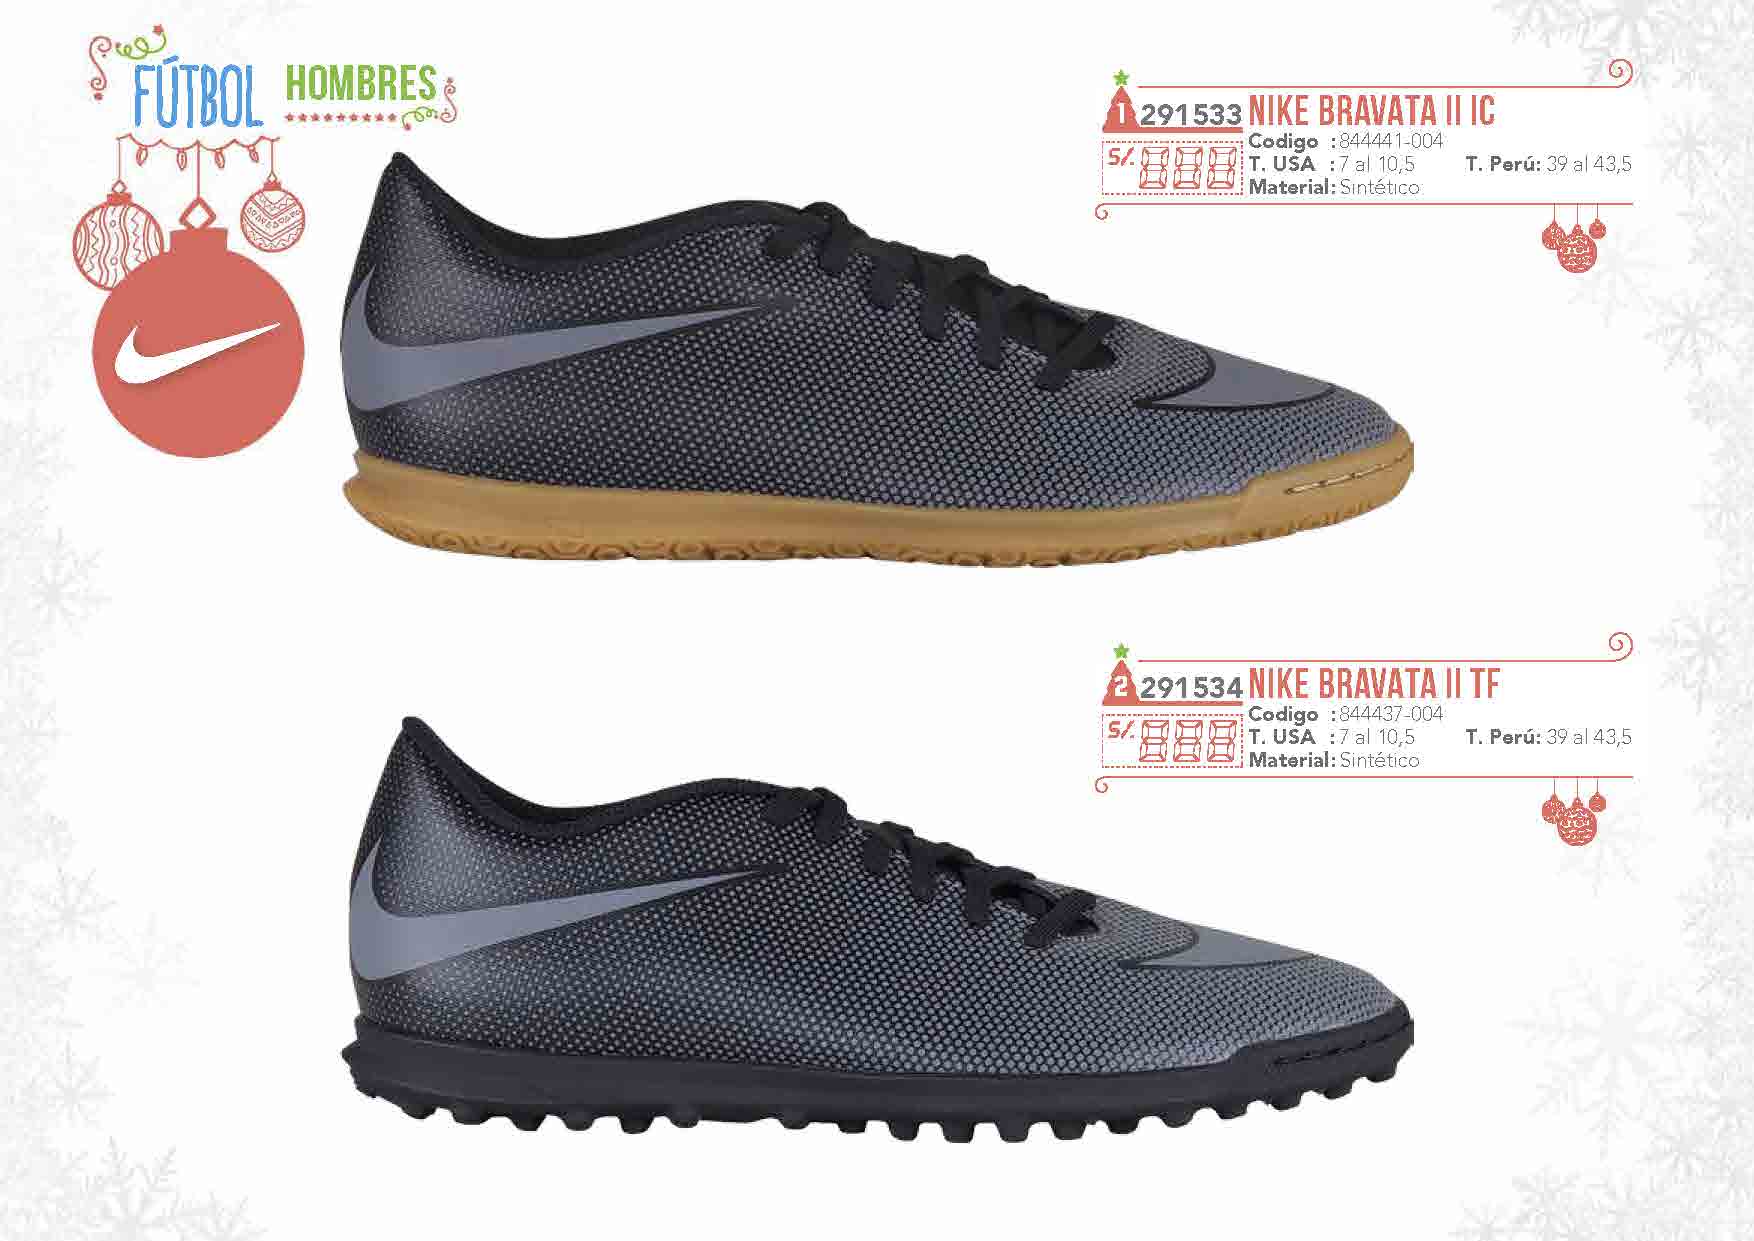 FÚTBOL HOMBRES
1 291533 NIKE BRAVATA II IC
Codigo : 844441-004
S/. 888 T. USA : 7 al 10,5 T. Perú: 39 al 43,5
Material: Sintético
2 291534 NIKE BRAVATA II TF
Codigo : 844437-004
S/. 888 T. USA : 7 al 10,5 T. Perú: 39 al 43,5
Material: Sintético